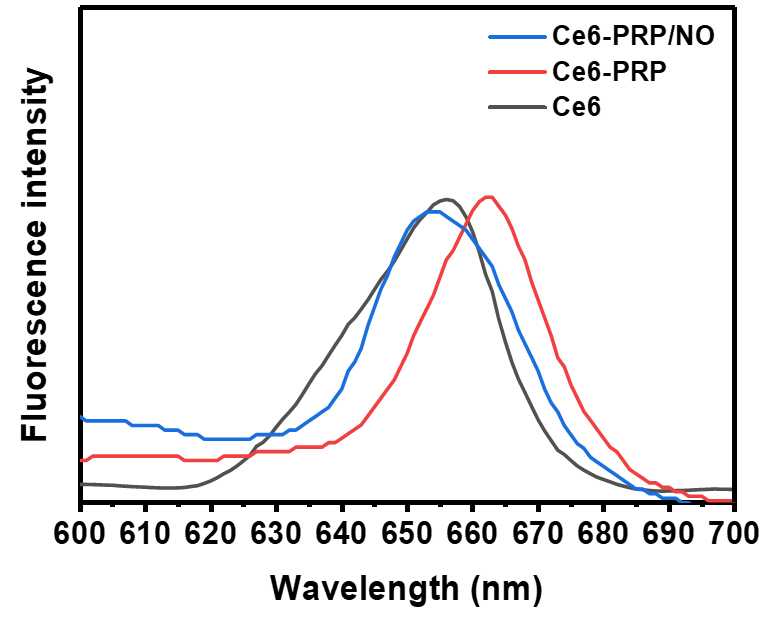 Ce6-PRP/NO
Ce6-PRP
Ce6
Fluorescence intensity
600 610 620 630 640 650 660 670 680 690 700
Wavelength (nm)